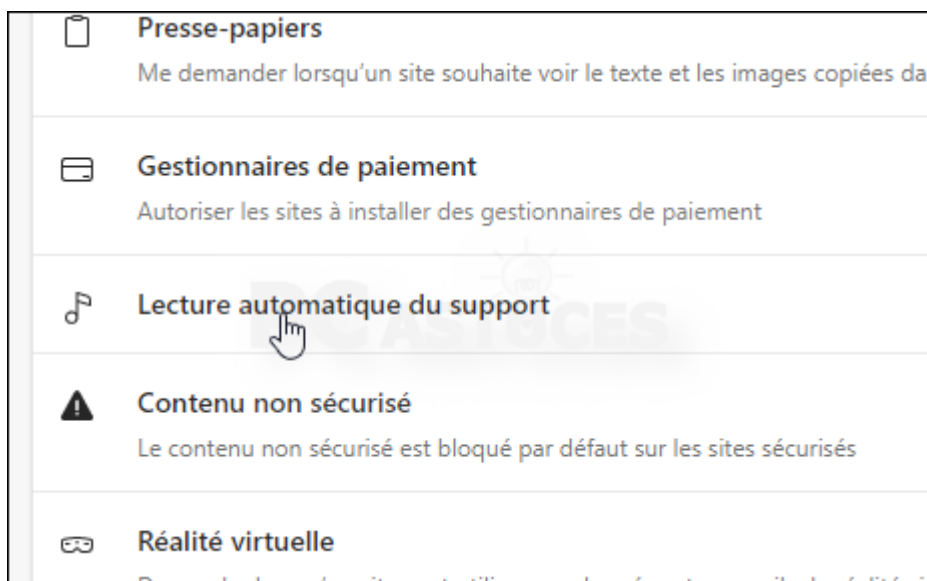 Presse-papiers
Me demander lorsqu'un site souhaite voir le texte et les images copiées da
Gestionnaires de paiement
Autoriser les sites à installer des gestionnaires de paiement
Lecture automatique du support
PC ASTUCES
Contenu non sécurisé
Le contenu non sécurisé est bloqué par défaut sur les sites sécurisés
Réalité virtuelle